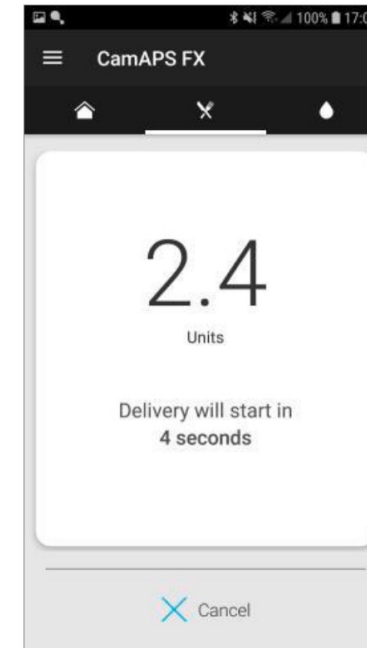 100% 17:0
CamAPS FX
2.4
Units
Delivery will start in
4 seconds
Cancel